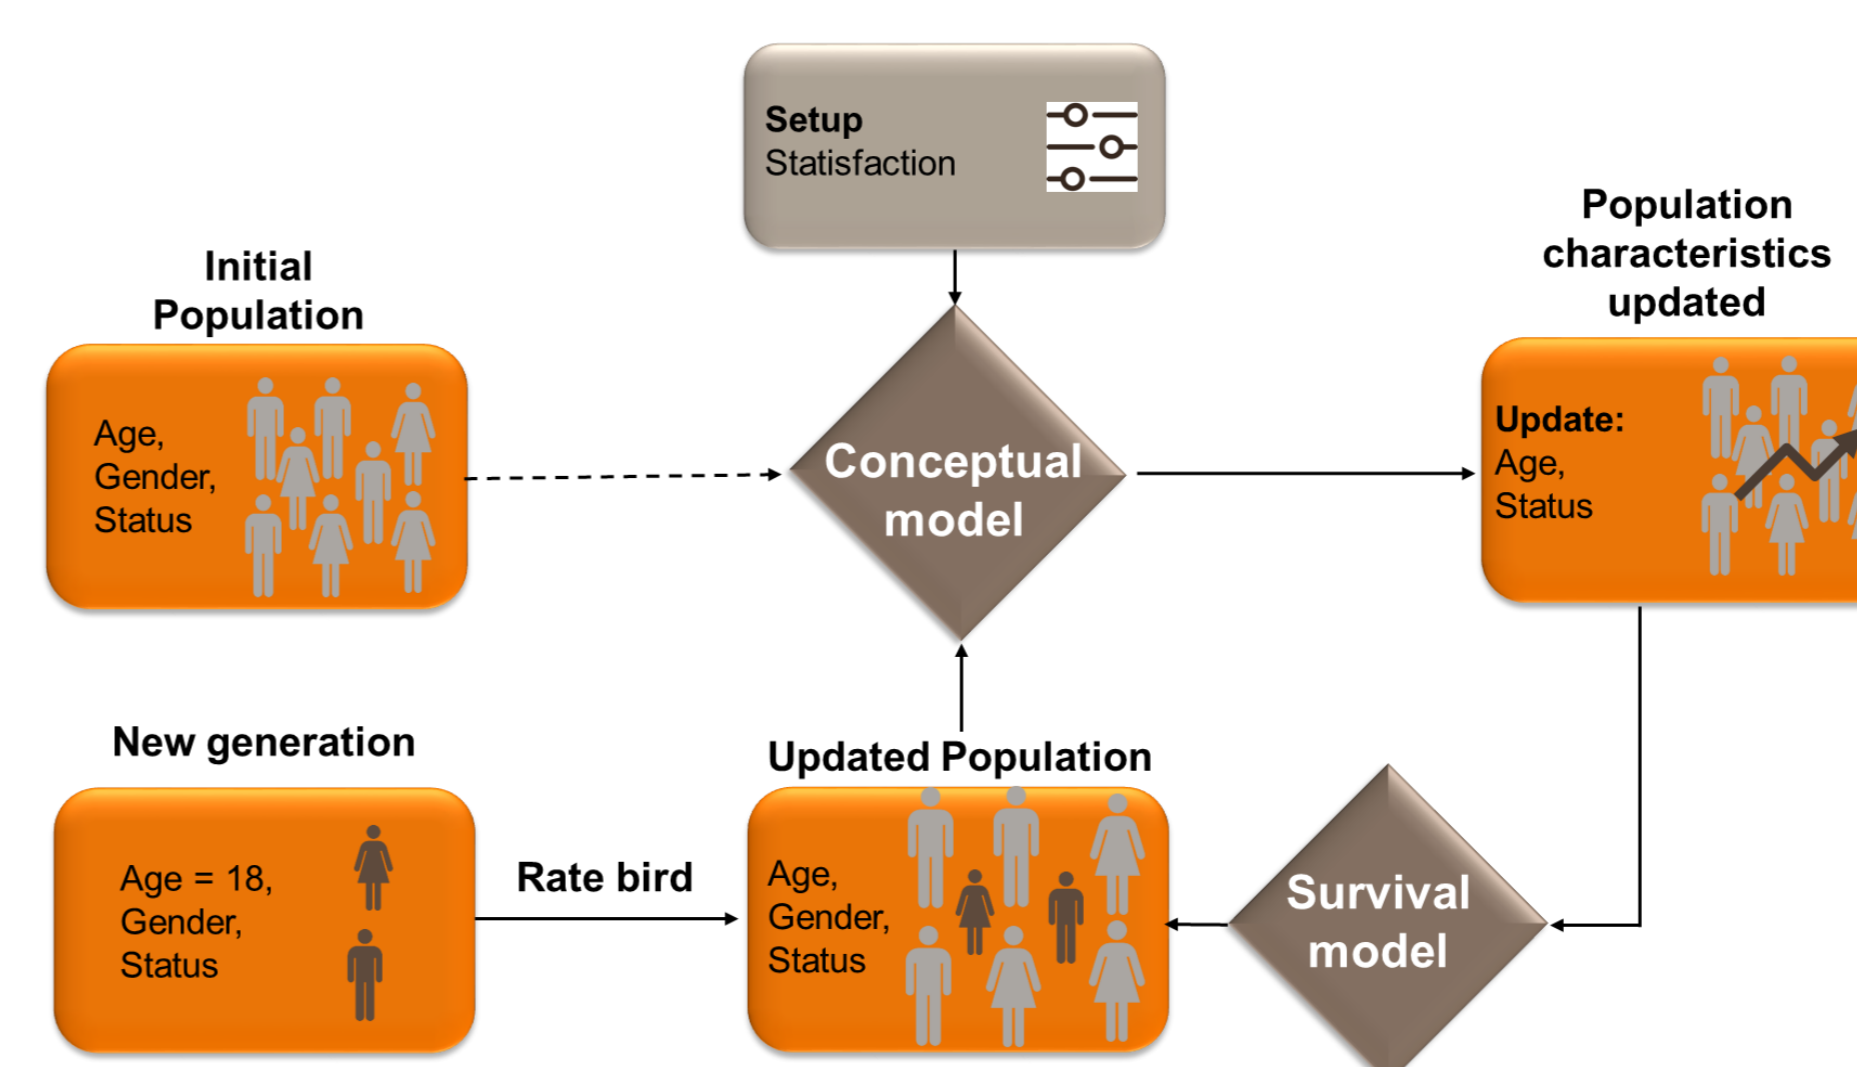 Setup
Statisfaction
Initial
Population
Age,
Gender,
Status
Conceptual
model
Population
characteristics
updated
Update:
Age,
Status
New generation
Age = 18,
Gender,
Status
Rate bird
Updated Population
Age,
Gender,
Status
Survival
model